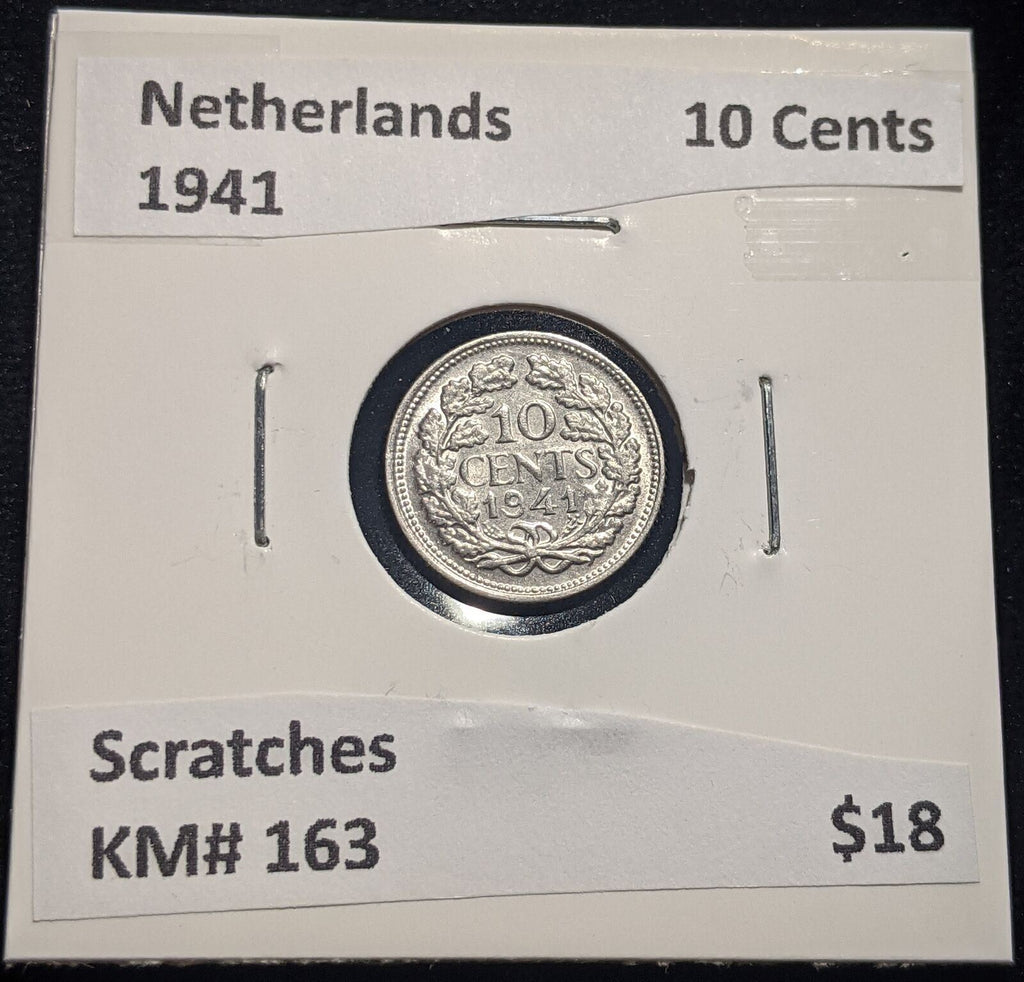 Netherlands 10 Cents
1941
10
CENTS
1941
Scratches
KM# 163 $18